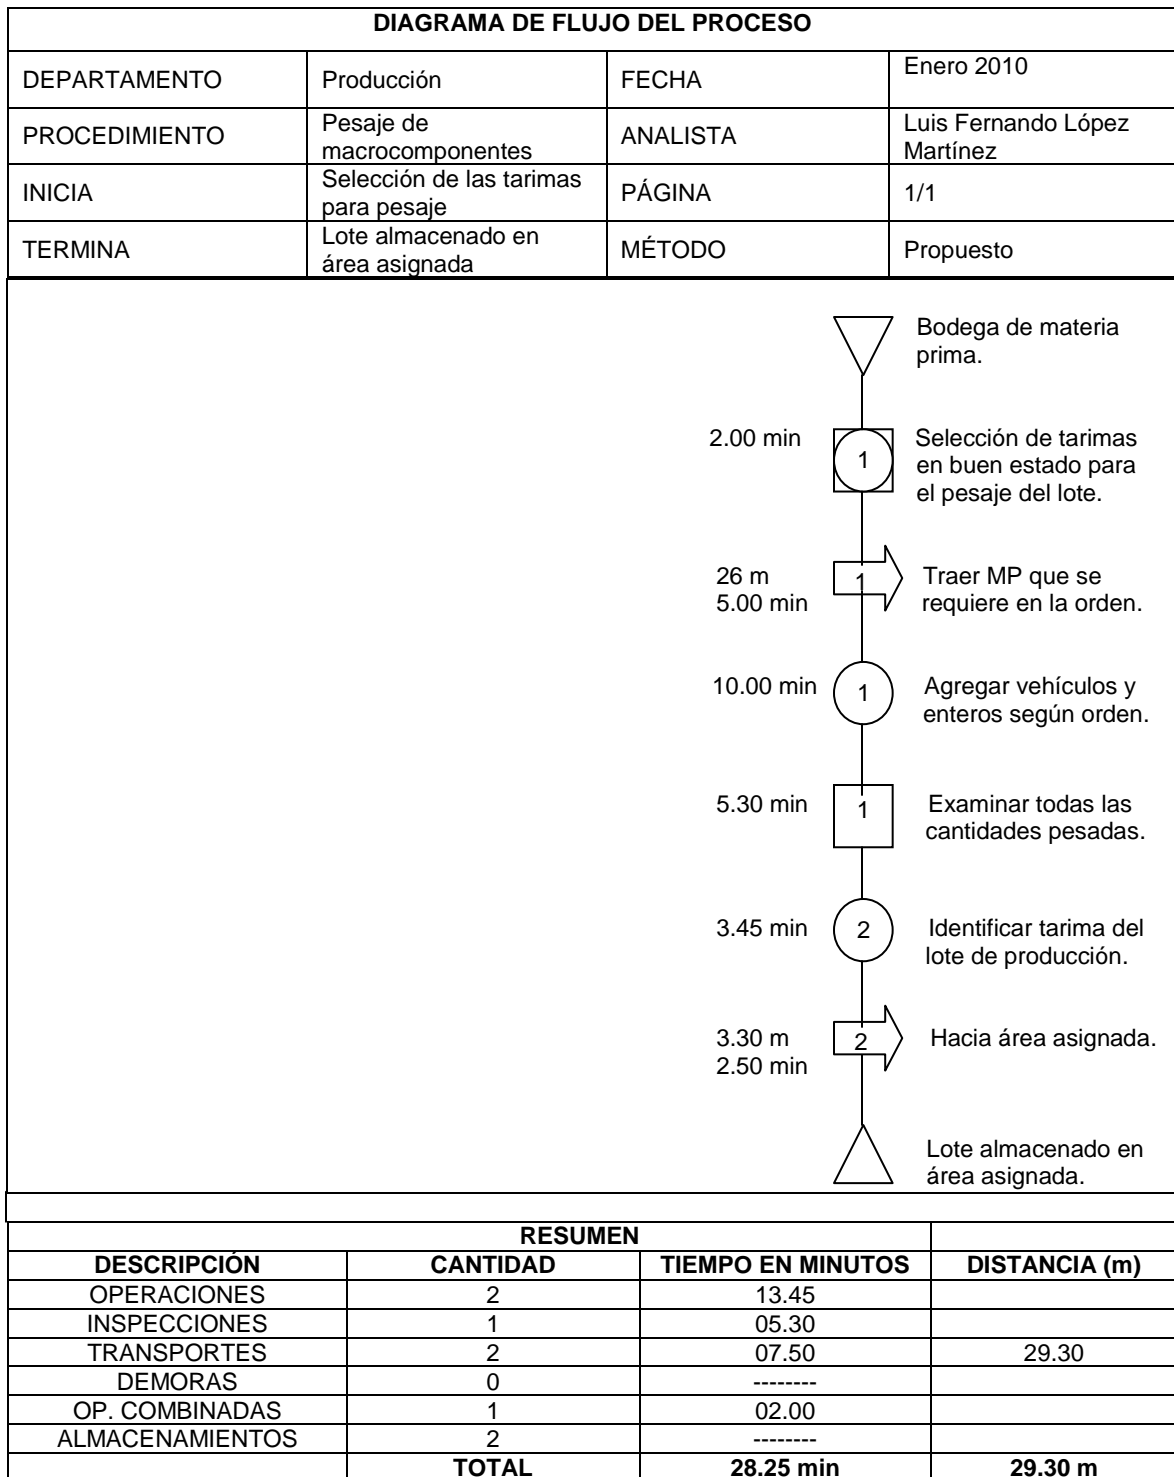 DIAGRAMA DE FLUJO DEL PROCESO
DEPARTAMENTO
Producción
FECHA
Enero 2010
PROCEDIMIENTO
Pesaje de
macrocomponentes
ANALISTA
Luis Fernando López
Martínez
INICIA
Selección de las tarimas
para pesaje
PÁGINA
1/1
TERMINA
Lote almacenado en
área asignada
MÉTODO
Propuesto
Bodega de materia
prima.
2.00 min
1
Selección de tarimas
en buen estado para
el pesaje del lote.
26 m
5.00 min
1
Traer MP que se
requiere en la orden.
10.00 min
1
Agregar vehículos y
enteros según orden.
5.30 min
1
Examinar todas las
cantidades pesadas.
3.45 min
2
Identificar tarima del
lote de producción.
3.30 m
2.50 min
2
Hacia área asignada.
Lote almacenado en
área asignada.
RESUMEN
DESCRIPCIÓN CANTIDAD TIEMPO EN MINUTOS DISTANCIA (m)
OPERACIONES 2 13.45
INSPECCIONES 1 05.30
TRANSPORTES 2 07.50 29.30
DEMORAS 0 --------
OP. COMBINADAS 1 02.00
ALMACENAMIENTOS 2 --------
TOTAL 28.25 min 29.30 m